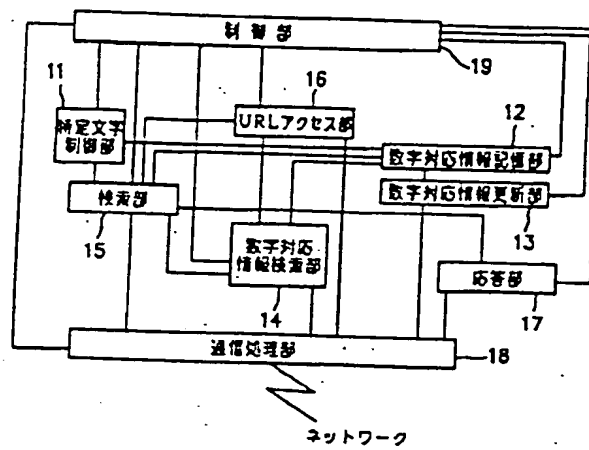 制御部
19
11
16
特定文字
制御部
URLアクセス部
12
数字対応情報記憶部
検索部
数字対応情報更新部
15
13
数字対応
情報検索部
応答部
14
17
通信処理部
18
ネットワーク